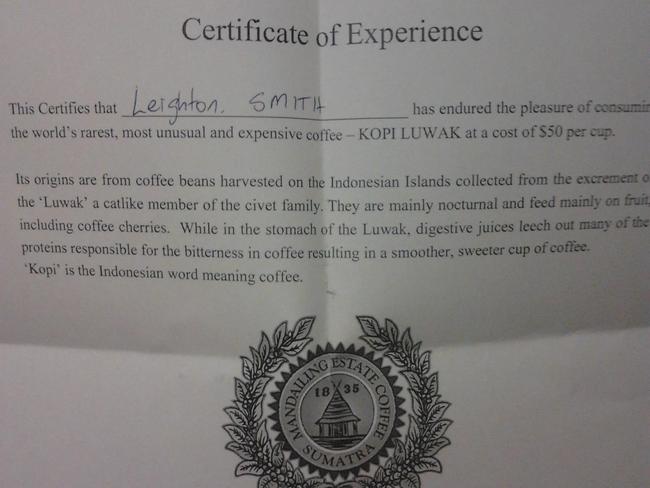 Certificate of Experience
This Certifies that Leighton. SMITH has endured the pleasure of
the world's rarest, most unusual and expensive coffee – KOPI LUWAK at a cost of $50 per cup.
Its origins are from coffee beans harvested on the Indonesian Islands collected from the excrement
the 'Luwak' a catlike member of the civet family. They are mainly nocturnal and feed mainly on fruit,
including coffee cherries. While in the stomach of the Luwak, digestive juices leech out many of the
proteins responsible for the bitterness in coffee resulting in a smoother, sweeter cup of coffee.
'Kopi' is the Indonesian word meaning coffee.
MANDAILING ESTATE COFFEE
18 35
SUMATRA